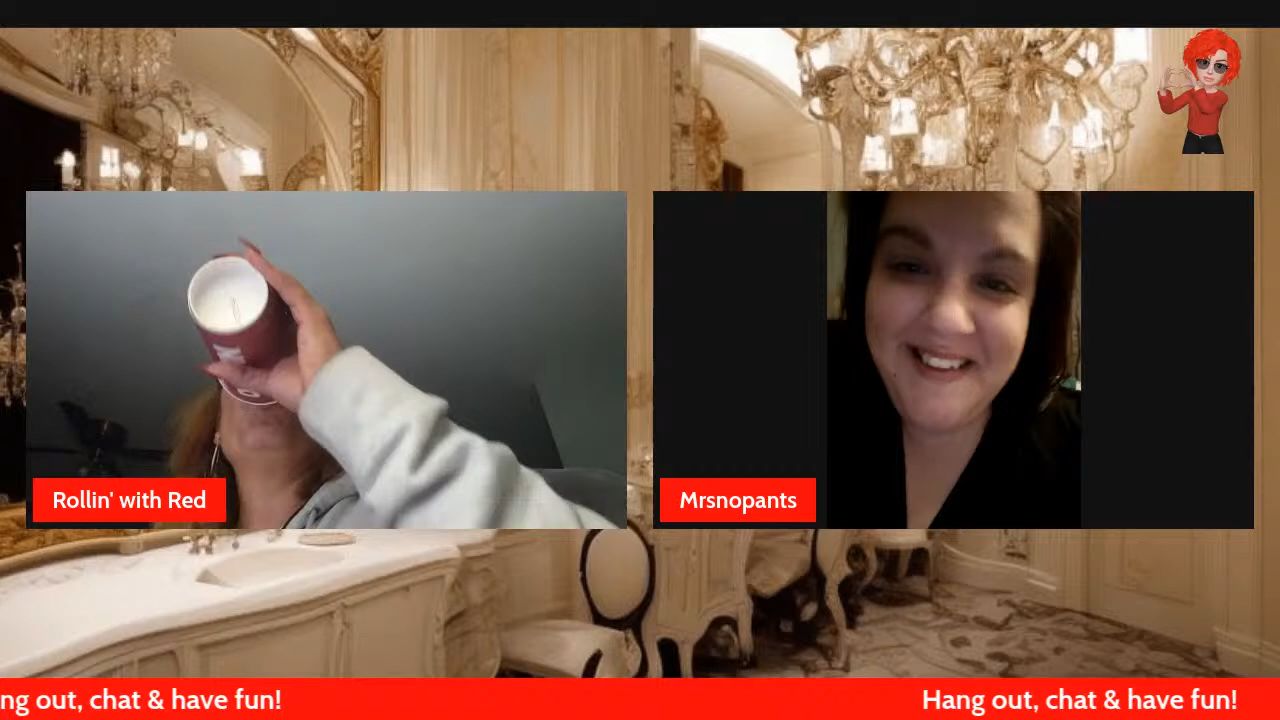 Rollin' with Red
Mrsnopants
ng out, chat & have fun!
Hang out, chat & have fun!